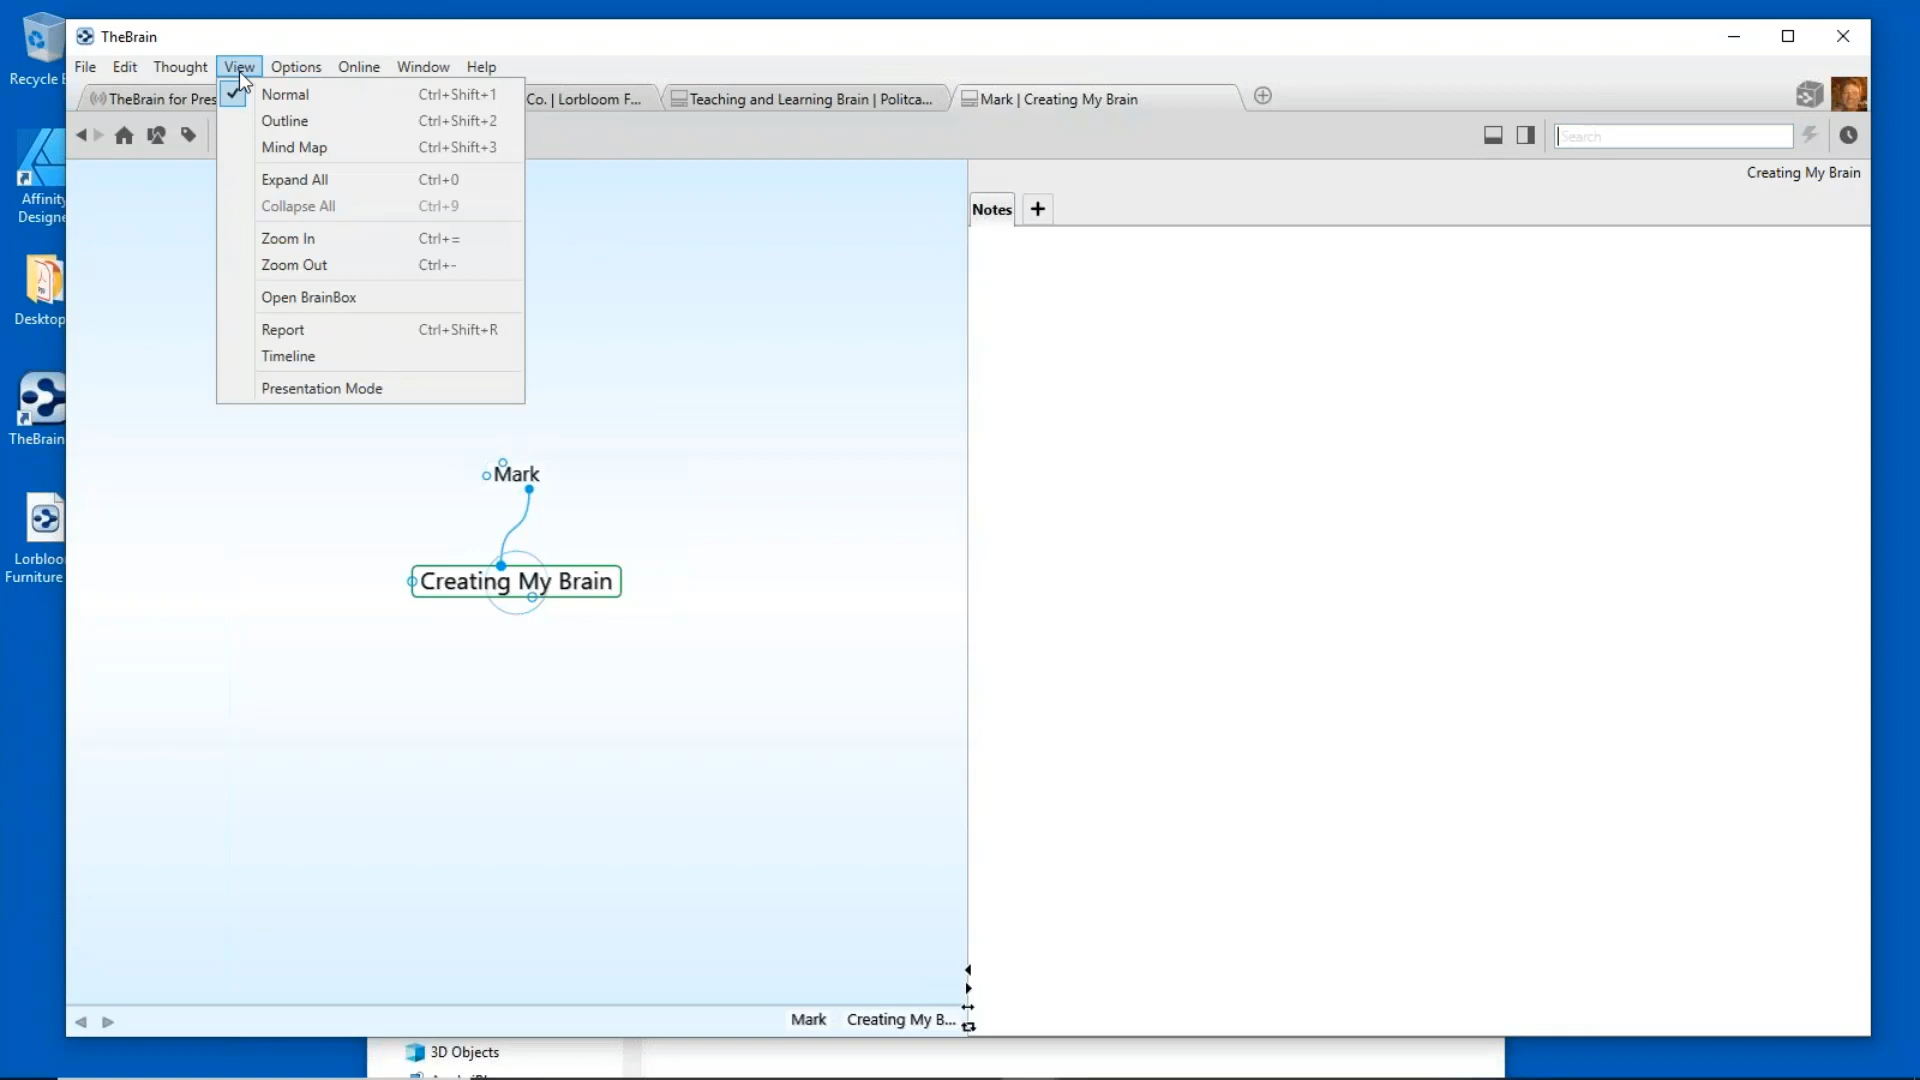 Recycle B
TheBrain
File Edit Thought View Options Online Window Help
TheBrain for Pres
Co. | Lorbloom F...
Teaching and Learning Brain | Politca...
Mark | Creating My Brain
Search
Creating My Brain
Notes
Normal Ctrl+Shift+1
Outline Ctrl+Shift+2
Mind Map Ctrl+Shift+3
Expand All Ctrl+0
Collapse All Ctrl+9
Zoom In Ctrl+=
Zoom Out Ctrl+-
Open BrainBox
Report Ctrl+Shift+R
Timeline
Presentation Mode
Affinity
Designe
Desktop
TheBrain
Lorbloo
Furniture
Mark
Creating My Brain
Mark Creating My B...
3D Objects